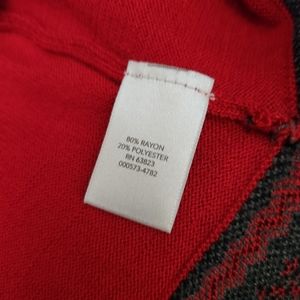 80% RAYON
20% POLYESTER
RN 63823
000573-4782